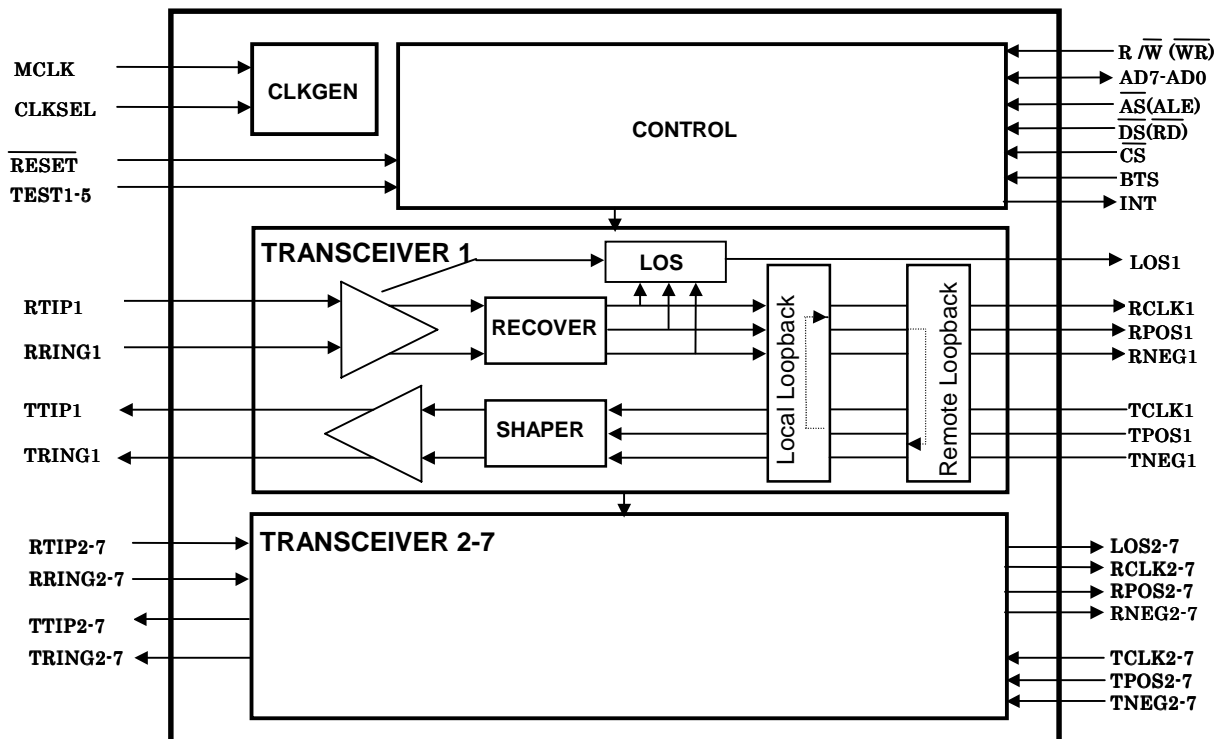 MCLK
CLKSEL
RESET
TEST1-5
CLKGEN
CONTROL
R /W (WR)
AD7-AD0
AS(ALE)
DS(RD)
CS
BTS
INT
TRANSCEIVER 1
LOS
LOS1
RTIP1
RRING1
RECOVER
Local Loopback
Remote Loopback
RCLK1
RPOS1
RNEG1
TTIP1
TRING1
SHAPER
TCLK1
TPOS1
TNEG1
TRANSCEIVER 2-7
RTIP2-7
RRING2-7
TTIP2-7
TRING2-7
LOS2-7
RCLK2-7
RPOS2-7
RNEG2-7
TCLK2-7
TPOS2-7
TNEG2-7